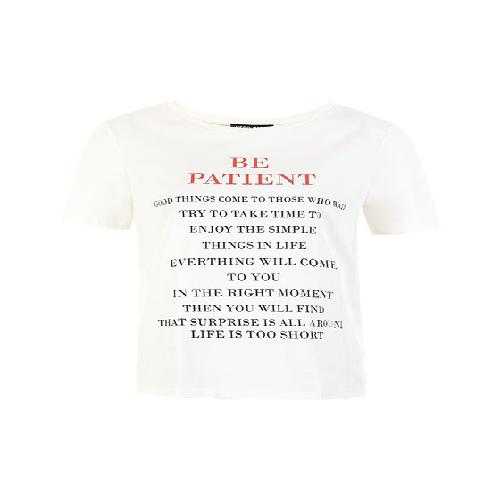 BE
PATIENT
GOOD THINGS COME TO THOSE WHO WAIT
TRY TO TAKE TIME TO
ENJOY THE SIMPLE
THINGS IN LIFE
EVERTHING WILL COME
TO YOU
IN THE RIGHT MOMENT
THEN YOU WILL FIND
THAT SURPRISE IS ALL AROUND
LIFE IS TOO SHORT